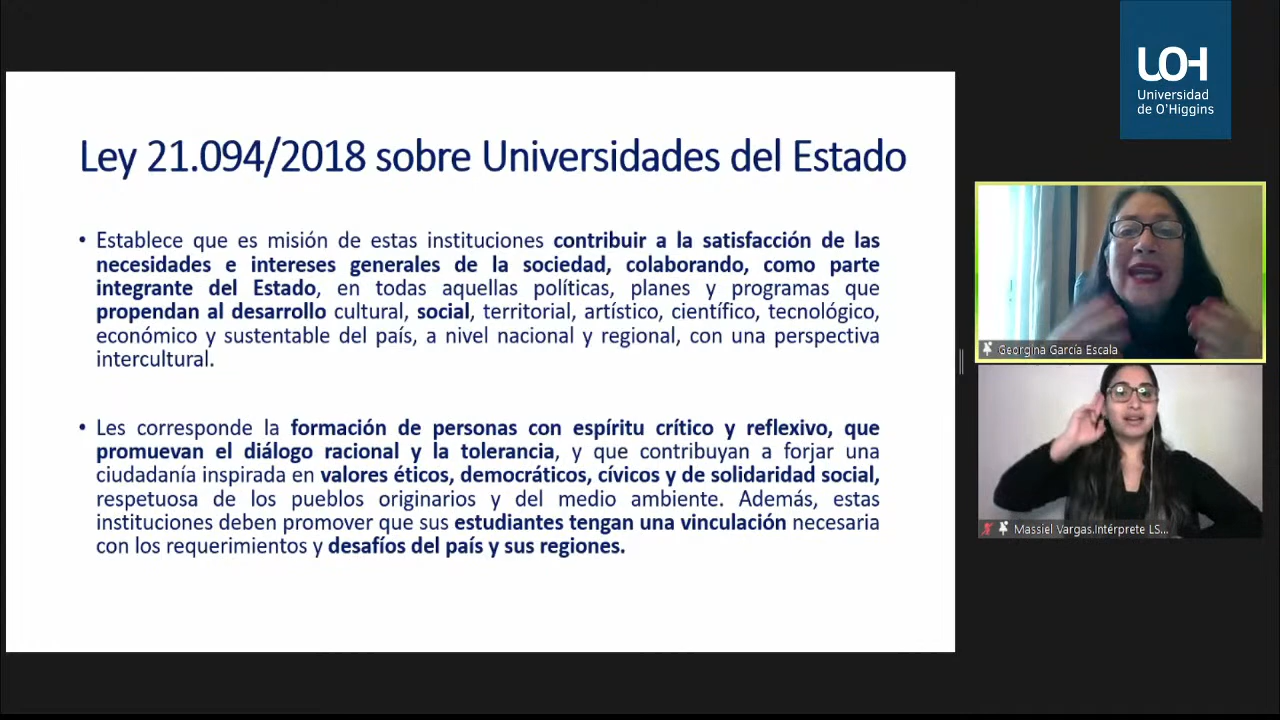 UOH
Universidad
de O'Higgins
Ley 21.094/2018 sobre Universidades del Estado
• Establece que es misión de estas instituciones contribuir a la satisfacción de las
necesidades e intereses generales de la sociedad, colaborando, como parte
integrante del Estado, en todas aquellas políticas, planes y programas que
propendan al desarrollo cultural, social, territorial, artístico, científico, tecnológico,
económico y sustentable del país, a nivel nacional y regional, con una perspectiva
intercultural.
• Les corresponde la formación de personas con espíritu crítico y reflexivo, que
promuevan el diálogo racional y la tolerancia, y que contribuyan a forjar una
ciudadanía inspirada en valores éticos, democráticos, cívicos y de solidaridad social,
respetuosa de los pueblos originarios y del medio ambiente. Además, estas
instituciones deben promover que sus estudiantes tengan una vinculación necesaria
con los requerimientos y desafíos del país y sus regiones.
Georgina García Escala
Massiel Vargas.Intérprete LS...